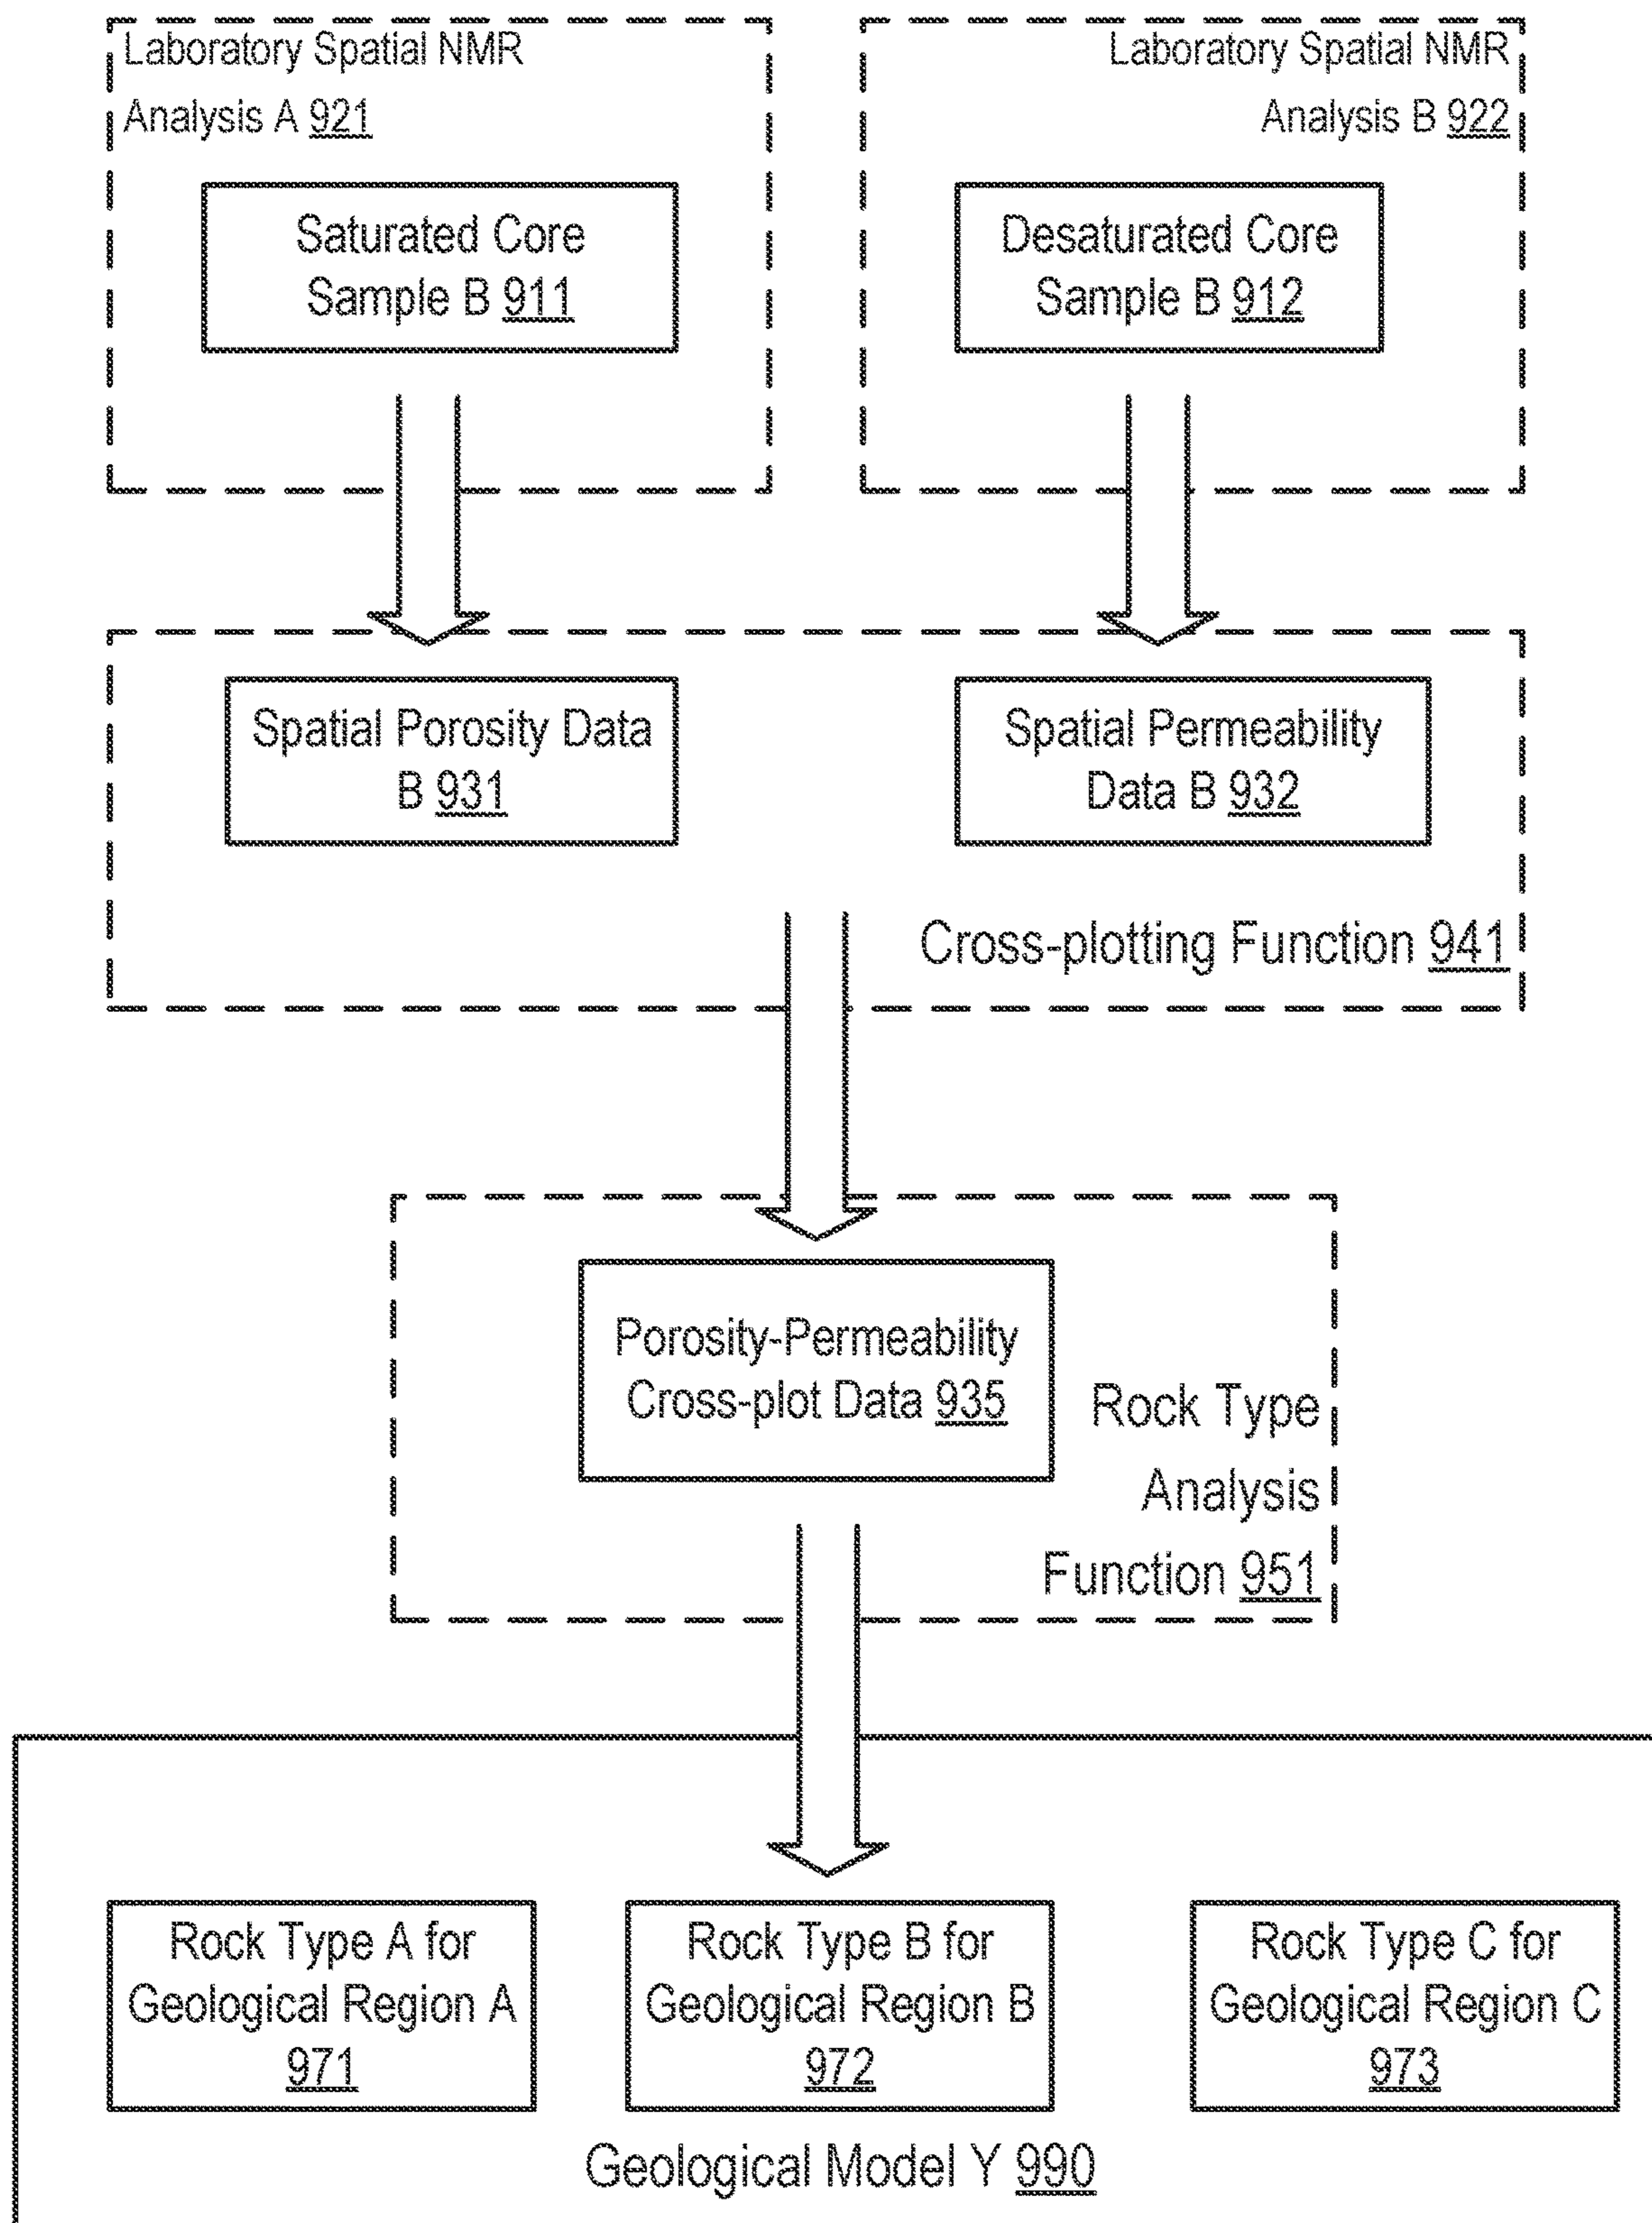 Laboratory Spatial NMR
Analysis A 921
Laboratory Spatial NMR
Analysis B 922
Saturated Core
Sample B 911
Desaturated Core
Sample B 912
Spatial Porosity Data
B 931
Spatial Permeability
Data B 932
Cross-plotting Function 941
Porosity-Permeability
Cross-plot Data 935
Rock Type
Analysis
Function 951
Rock Type A for
Geological Region A
971
Rock Type B for
Geological Region B
972
Rock Type C for
Geological Region C
973
Geological Model Y 990